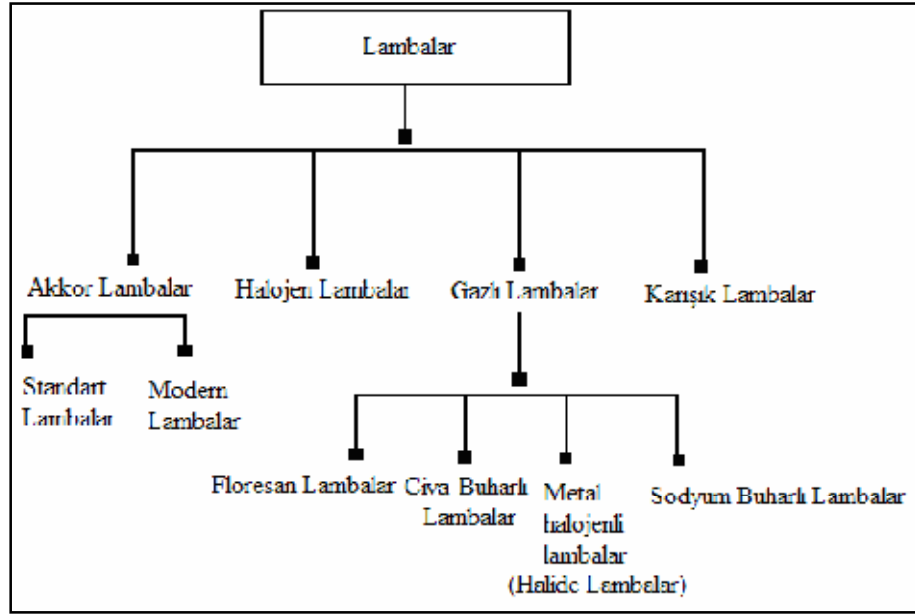 Lambalar
Akkor Lambalar
Halojen Lambalar
Gazlı Lambalar
Karışık Lambalar
Standart
Lambalar
Modern
Lambalar
Floresan Lambalar
Civa Buharlı
Lambalar
Metal
halojenli
lambalar
(Halide Lambalar)
Sodyum Buharlı Lambalar